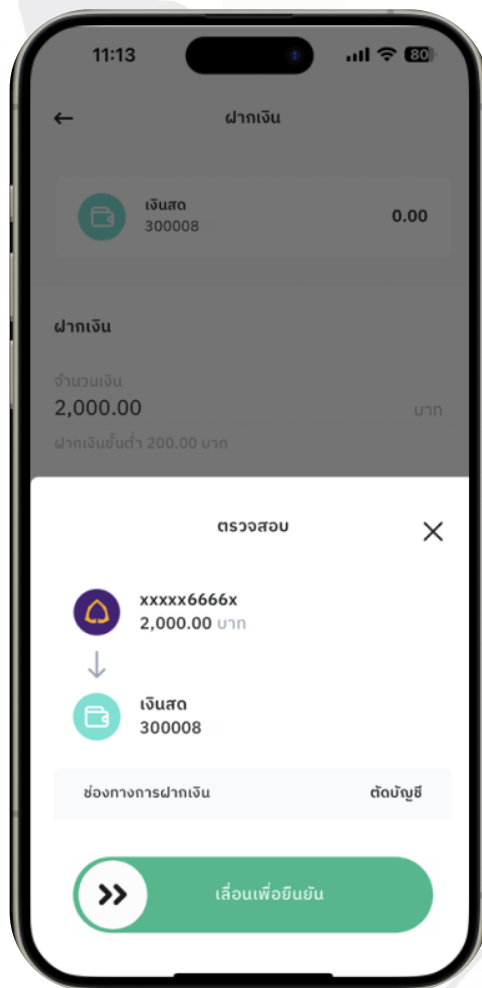 11:13
80
ฝากเงิน
เงินสด
300008
0.00
ฝากเงิน
จำนวนเงิน
2,000.00 บาท
ฝากเงินขั้นต่ำ 200.00 บาท
ตรวจสอบ
xxxxx6666x
2,000.00 บาท
เงินสด
300008
ช่องทางการฝากเงิน ตัดบัญชี
เลื่อนเพื่อยืนยัน